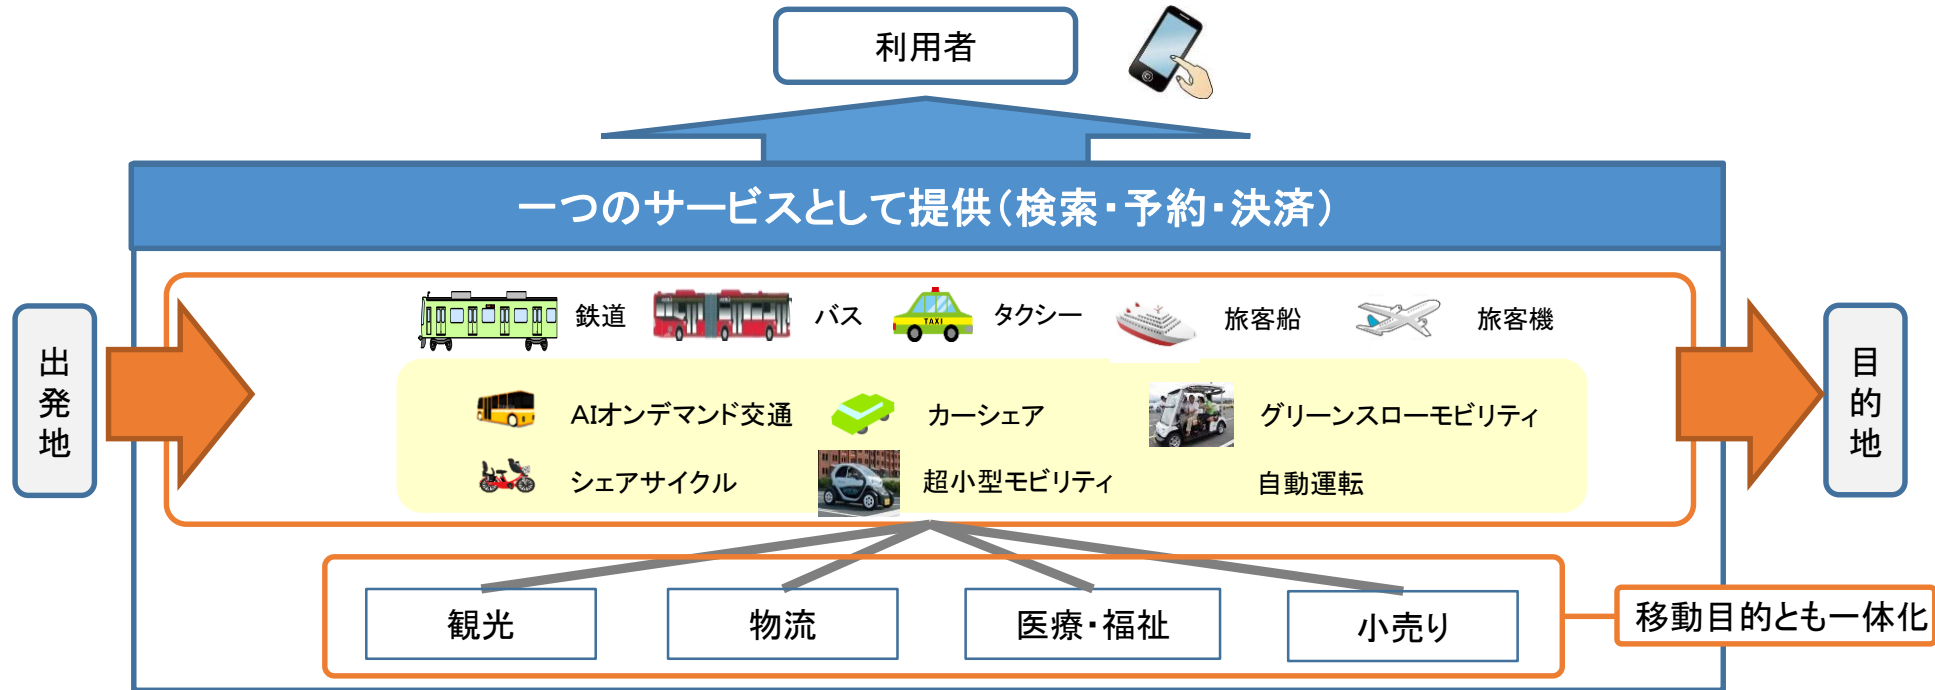 利用者
一つのサービスとして提供(検索・予約・決済)
出発地
鉄道
バス
TAXI
タクシー
旅客船
旅客機
AIオンデマンド交通
カーシェア
グリーンスローモビリティ
シェアサイクル
超小型モビリティ
自動運転
目的地
観光
物流
医療・福祉
小売り
移動目的とも一体化